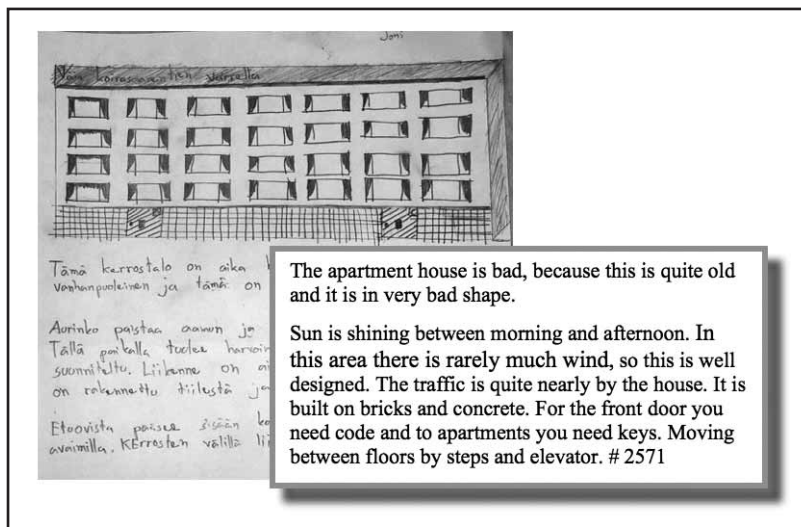 Joni
varrella
Tämä kerrostalo on aika
vanhanpuoleinen ja tämä on
Aurinko paistaa aamun ja
Tällä paikalla tuulee harvoin
suunniteltu. Liikenne on
on rakennettu tiilestä ja
Etuovista pääsee sisään
avaimilla. KErrosten välillä
The apartment house is bad, because this is quite old
and it is in very bad shape.
Sun is shining between morning and afternoon. In
this area there is rarely much wind, so this is well
designed. The traffic is quite nearly by the house. It is
built on bricks and concrete. For the front door you
need code and to apartments you need keys. Moving
between floors by steps and elevator. # 2571